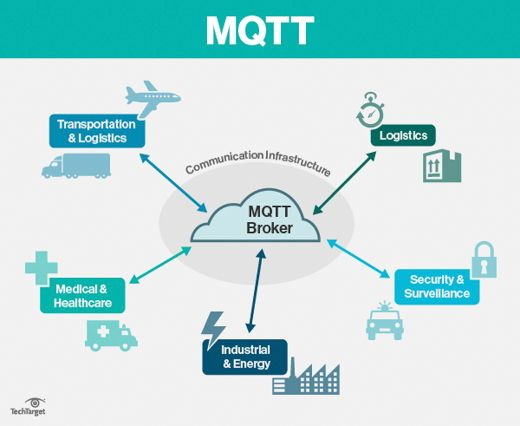 MQTT
Transportation
& Logistics
Logistics
Communication Infrastructure
MQTT
Broker
Medical &
Healthcare
Security &
Surveillance
Industrial
& Energy
TechTarget